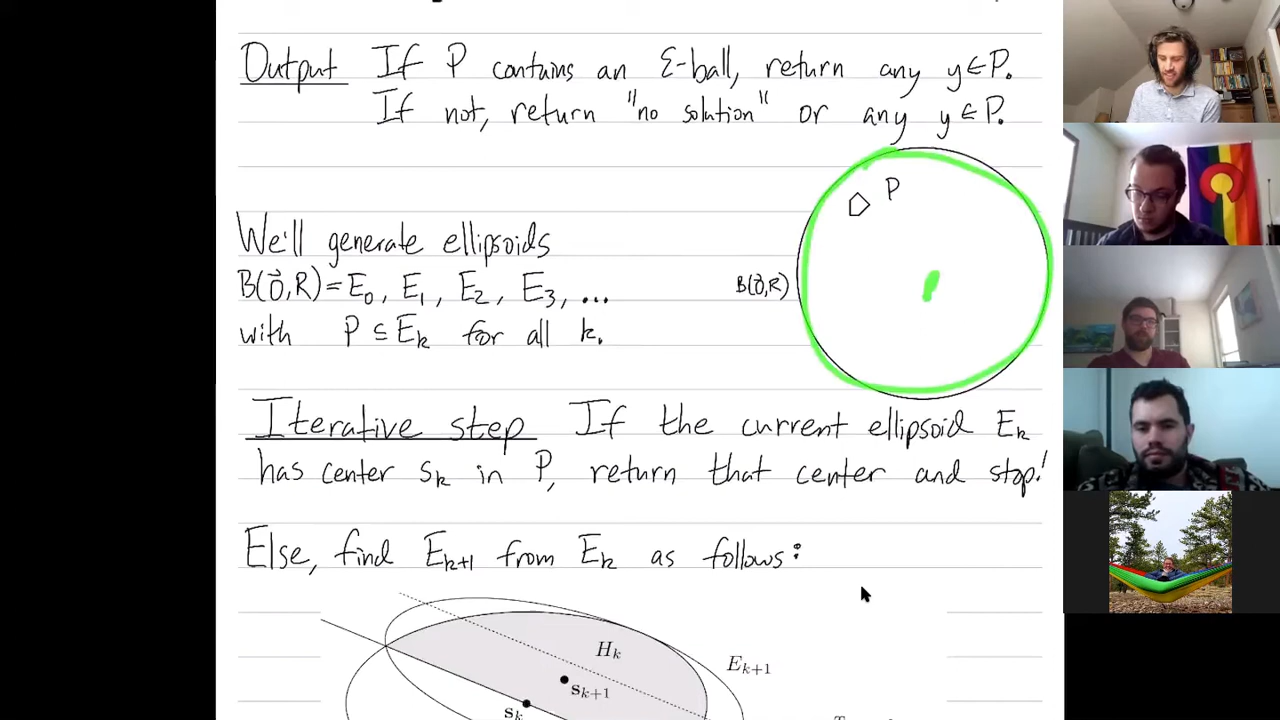 Output If P contains an ε-ball, return any y∈P.
If not, return "no solution" or any y∈P.
P
We'll generate ellipsoids
B(0⃗,R)=E₀, E₁, E₂, E₃, ...
B(0⃗,R)
with P ⊆ Eₖ for all k.
Iterative step If the current ellipsoid Eₖ
has center sₖ in P, return that center and stop!
Else, find Eₖ₊₁ from Eₖ as follows:
Hₖ
Eₖ₊₁
sₖ₊₁
sₖ